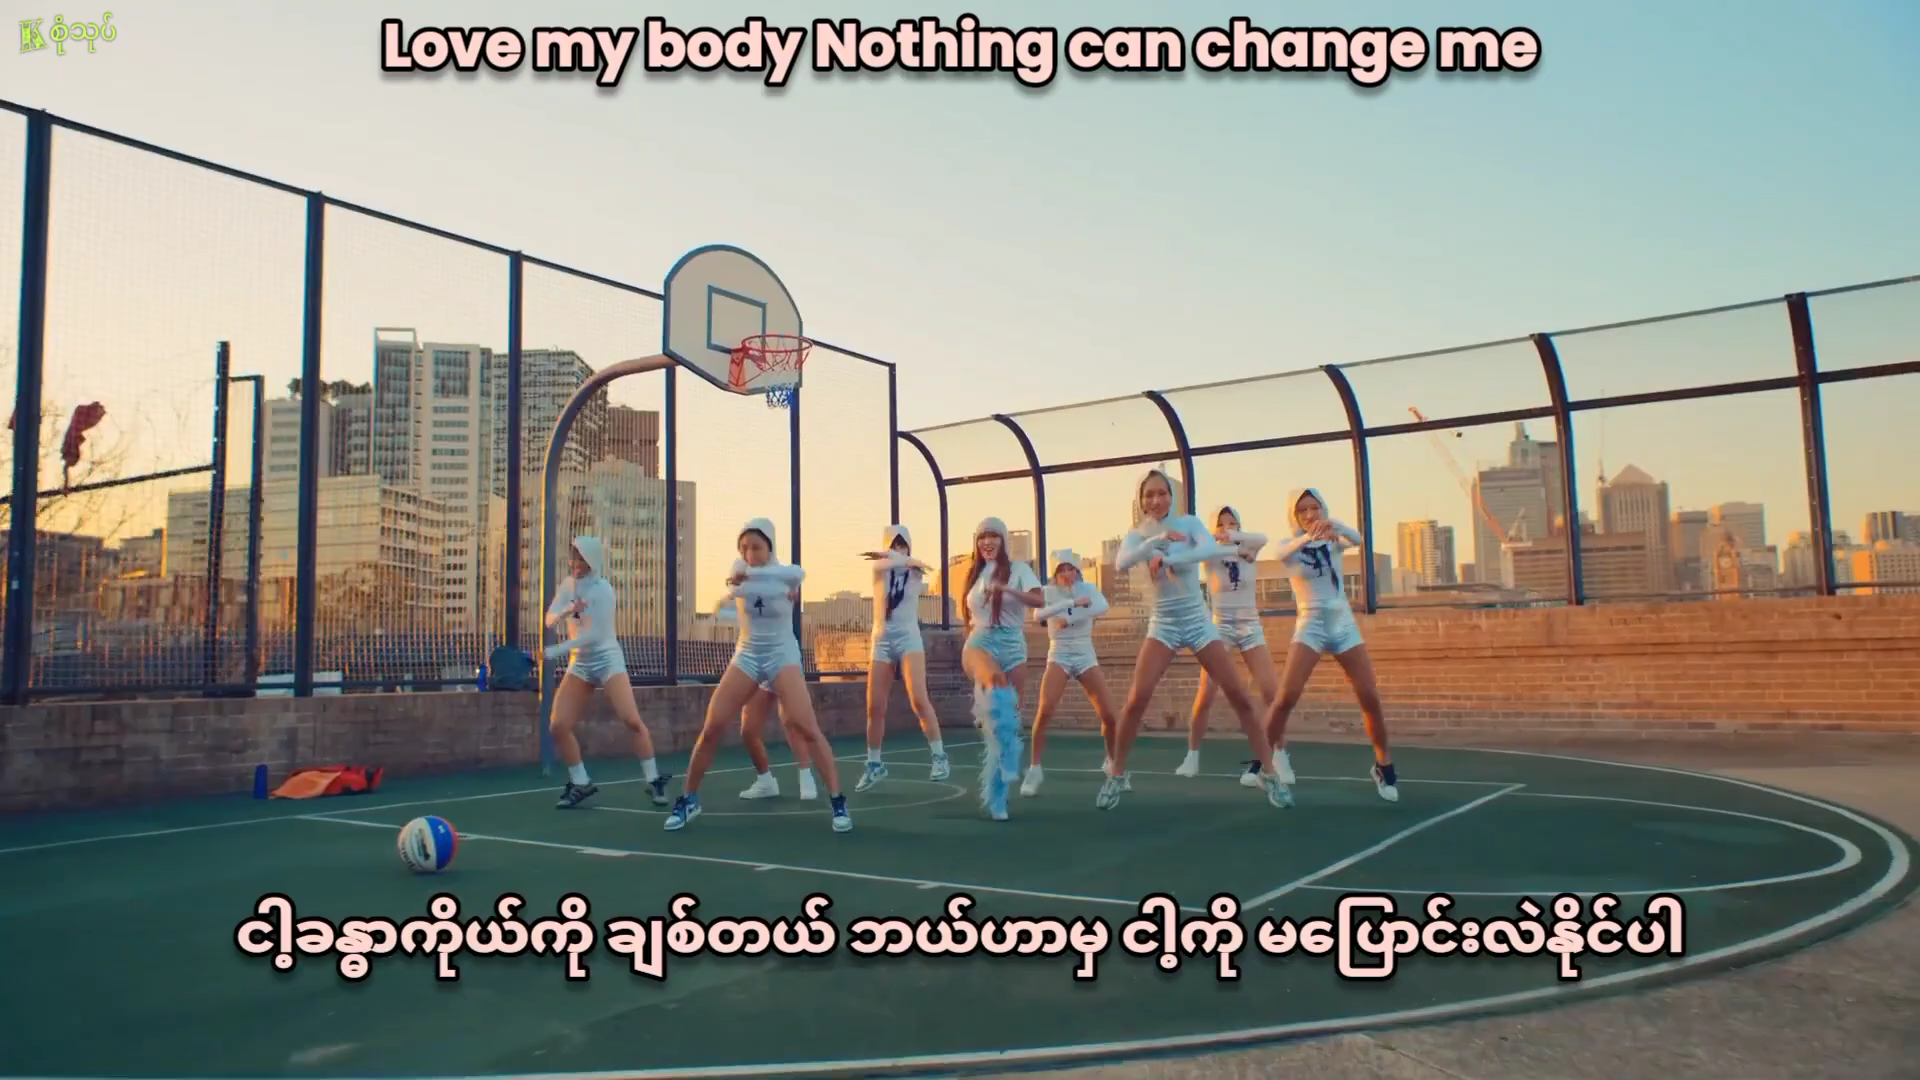 K စိုးသုပ်
Love my body Nothing can change me
ငါ့ခန္ဓာကိုယ်ကို ချစ်တယ် ဘယ်ဟာမှ ငါ့ကို မပြောင်းလဲနိုင်ပါ